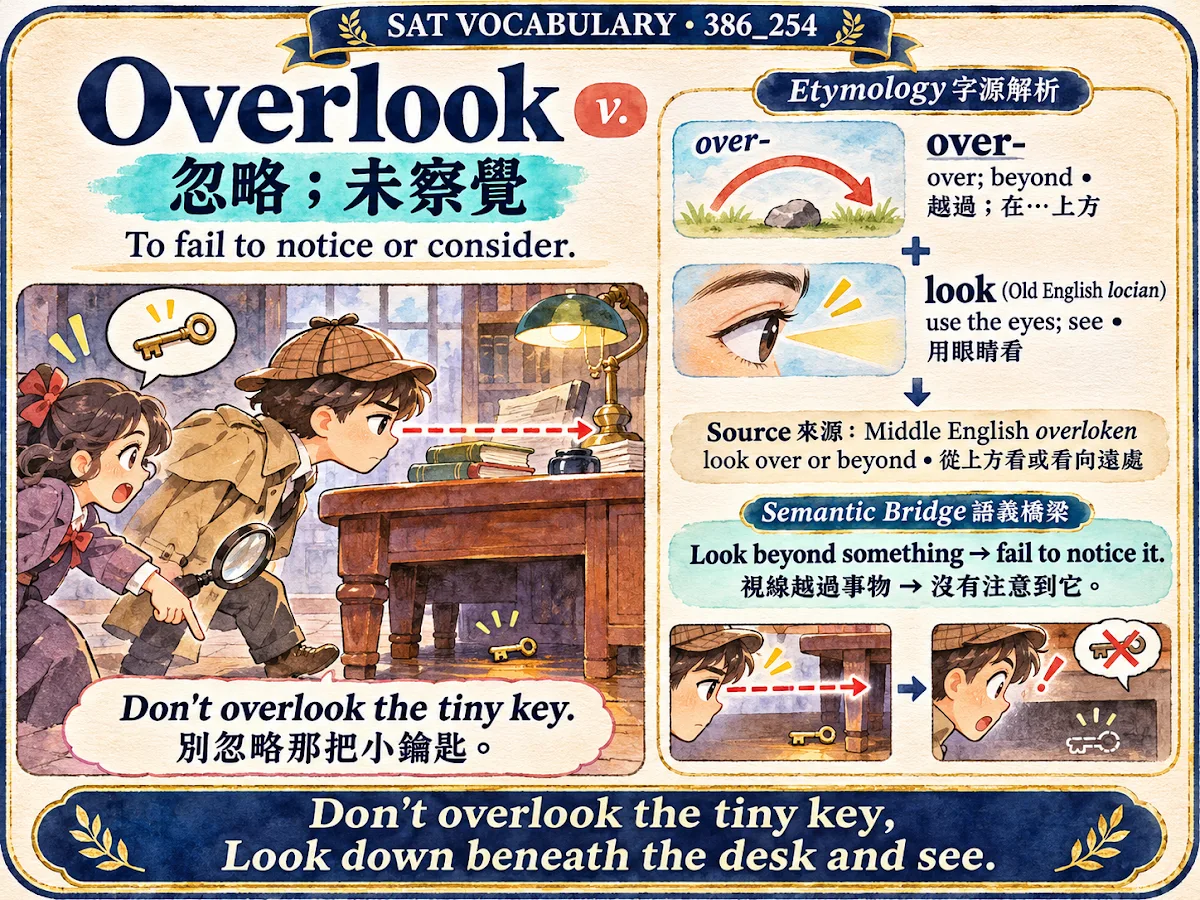 SAT VOCABULARY • 386_254
Overlook v.
忽略；未察覺
To fail to notice or consider.
Don't overlook the tiny key.
別忽略那把小鑰匙。
Etymology 字源解析
over-
over-
over; beyond •
越過；在…上方
+
look (Old English locian)
use the eyes; see •
用眼睛看
Source 來源：Middle English overloken
look over or beyond • 從上方看或看向遠處
Semantic Bridge 語義橋梁
Look beyond something → fail to notice it.
視線越過事物 → 沒有注意到它。
!
Don't overlook the tiny key,
Look down beneath the desk and see.